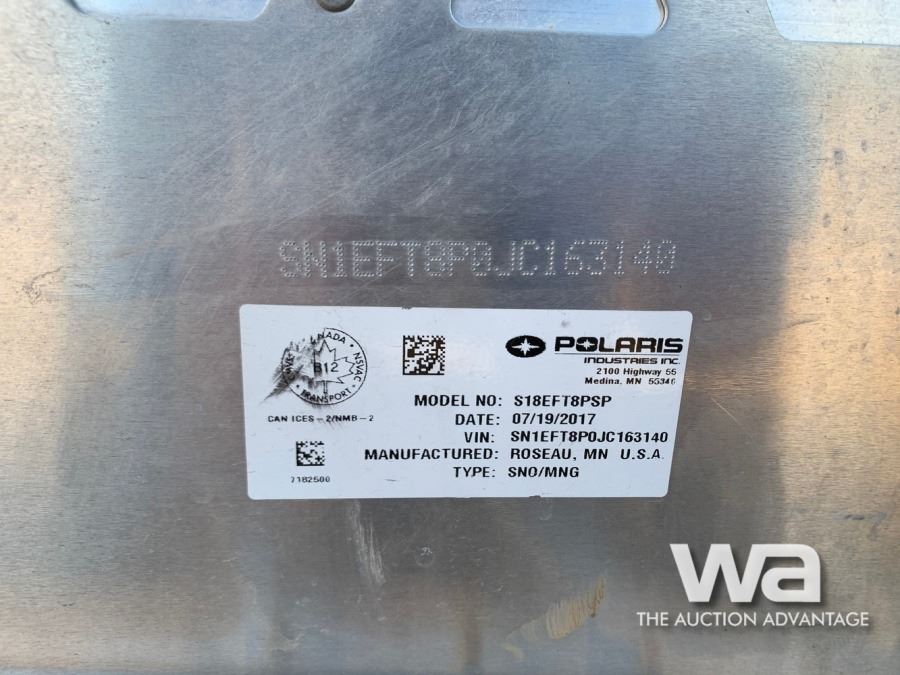 SN1EFT8P0JC163140
CANADA
812
NSVAC
TRANSPORT
POLARIS
INDUSTRIES INC.
2100 Highway 55
Medina, MN 55340
CAN ICES-2/NMB-2
MODEL NO: S18EFT8PSP
DATE: 07/19/2017
VIN: SN1EFT8P0JC163140
MANUFACTURED: ROSEAU, MN U.S.A.
TYPE: SNO/MNG
7182500
wa
THE AUCTION ADVANTAGE